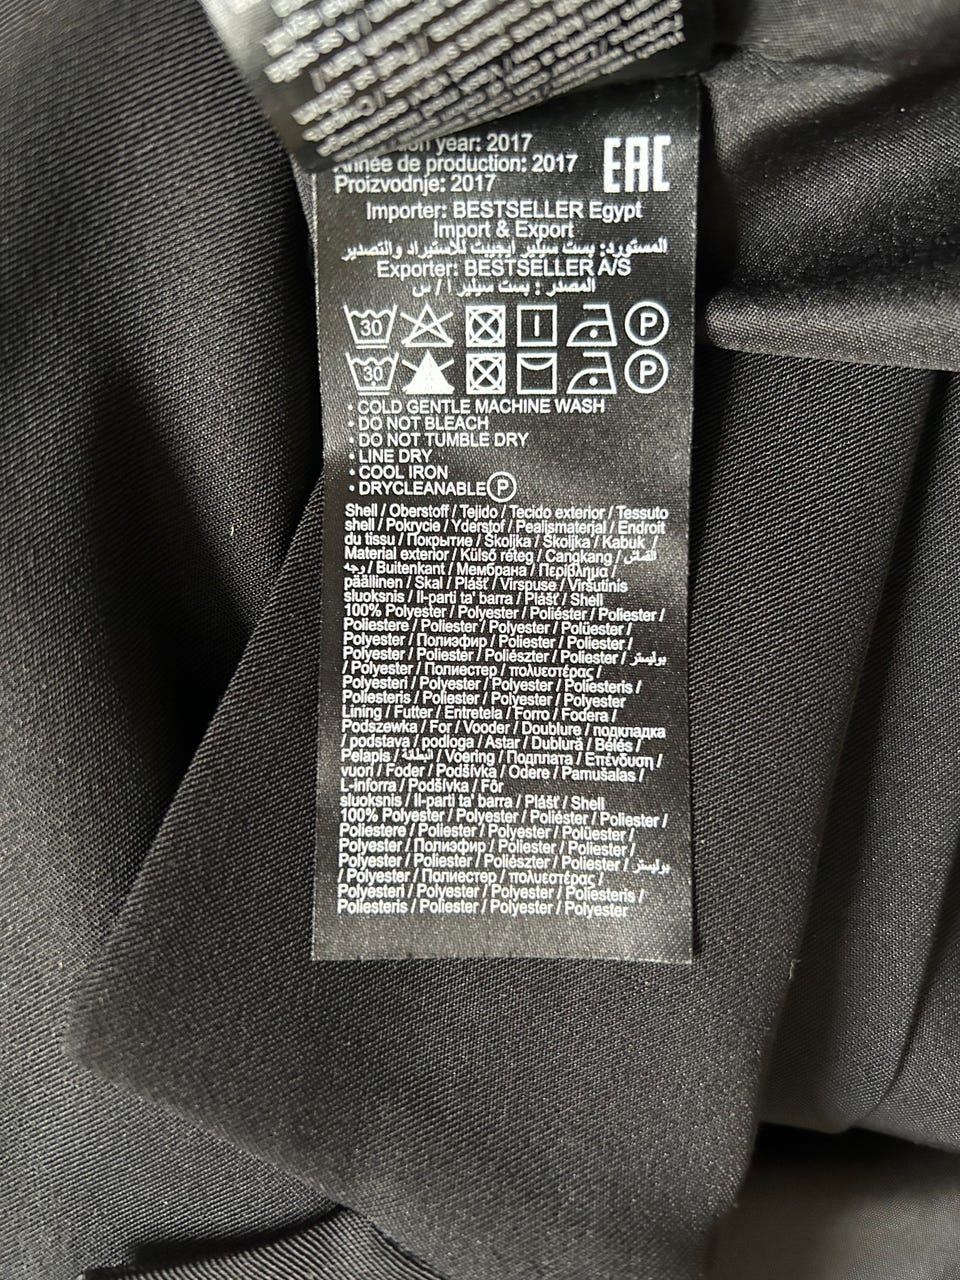 year: 2017
Année de production: 2017
Proizvodnje: 2017
EAC
Importer: BESTSELLER Egypt
Import & Export
المستورد: بست سيلير ايجيبت للاستيراد والتصدير
Exporter: BESTSELLER A/S
المصدر : بست سيلير ا / س
30 P
30 P
• COLD GENTLE MACHINE WASH
• DO NOT BLEACH
• DO NOT TUMBLE DRY
• LINE DRY
• COOL IRON
• DRYCLEANABLE P
Shell / Oberstoff / Tejido / Tecido exterior / Tessuto
shell / Pokrycie / Yderstof / Pealismaterjal / Endroit
du tissu / Покрытие / Školjka / Školjka / Kabuk /
Material exterior / Külső réteg / Cangkang / القماش
وجه / Buitenkant / Мембрана / Περίβλημα /
päällinen / Skal / Plášť / Virspuse / Viršutinis
sluoksnis / Il-parti ta' barra / Plášť / Shell
100% Polyester / Polyester / Poliéster / Poliester /
Poliestere / Poliester / Polyester / Polüester /
Polyester / Полиэфир / Poliester / Poliester /
Polyester / Poliester / Poliészter / Poliester / بوليستر
/ Polyester / Полиестер / πολυεστέρας /
Polyesteri / Polyester / Polyester / Poliesteris /
Poliesteris / Poliester / Polyester / Polyester
Lining / Futter / Entretela / Forro / Fodera /
Podszewka / For / Vooder / Doublure / подкладка
/ podstava / podloga / Astar / Dublură / Bélés /
Pelapis / البطانة / Voering / Подплата / Επένδυση /
vuori / Foder / Podšívka / Odere / Pamušalas /
L-inforra / Podšívka / Fôr
sluoksnis / Il-parti ta' barra / Plášť / Shell
100% Polyester / Polyester / Poliéster / Poliester /
Poliestere / Poliester / Polyester / Polüester /
Polyester / Полиэфир / Poliester / Poliester /
Polyester / Poliester / Poliészter / Poliester / بوليستر
/ Polyester / Полиестер / πολυεστέρας /
Polyesteri / Polyester / Polyester / Poliesteris /
Poliesteris / Poliester / Polyester / Polyester